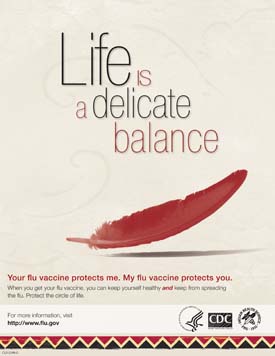 Life is
a delicate
balance
Your flu vaccine protects me. My flu vaccine protects you.
When you get your flu vaccine, you can keep yourself healthy and keep from spreading
the flu. Protect the circle of life.
For more information, visit
http://www.flu.gov
CDC